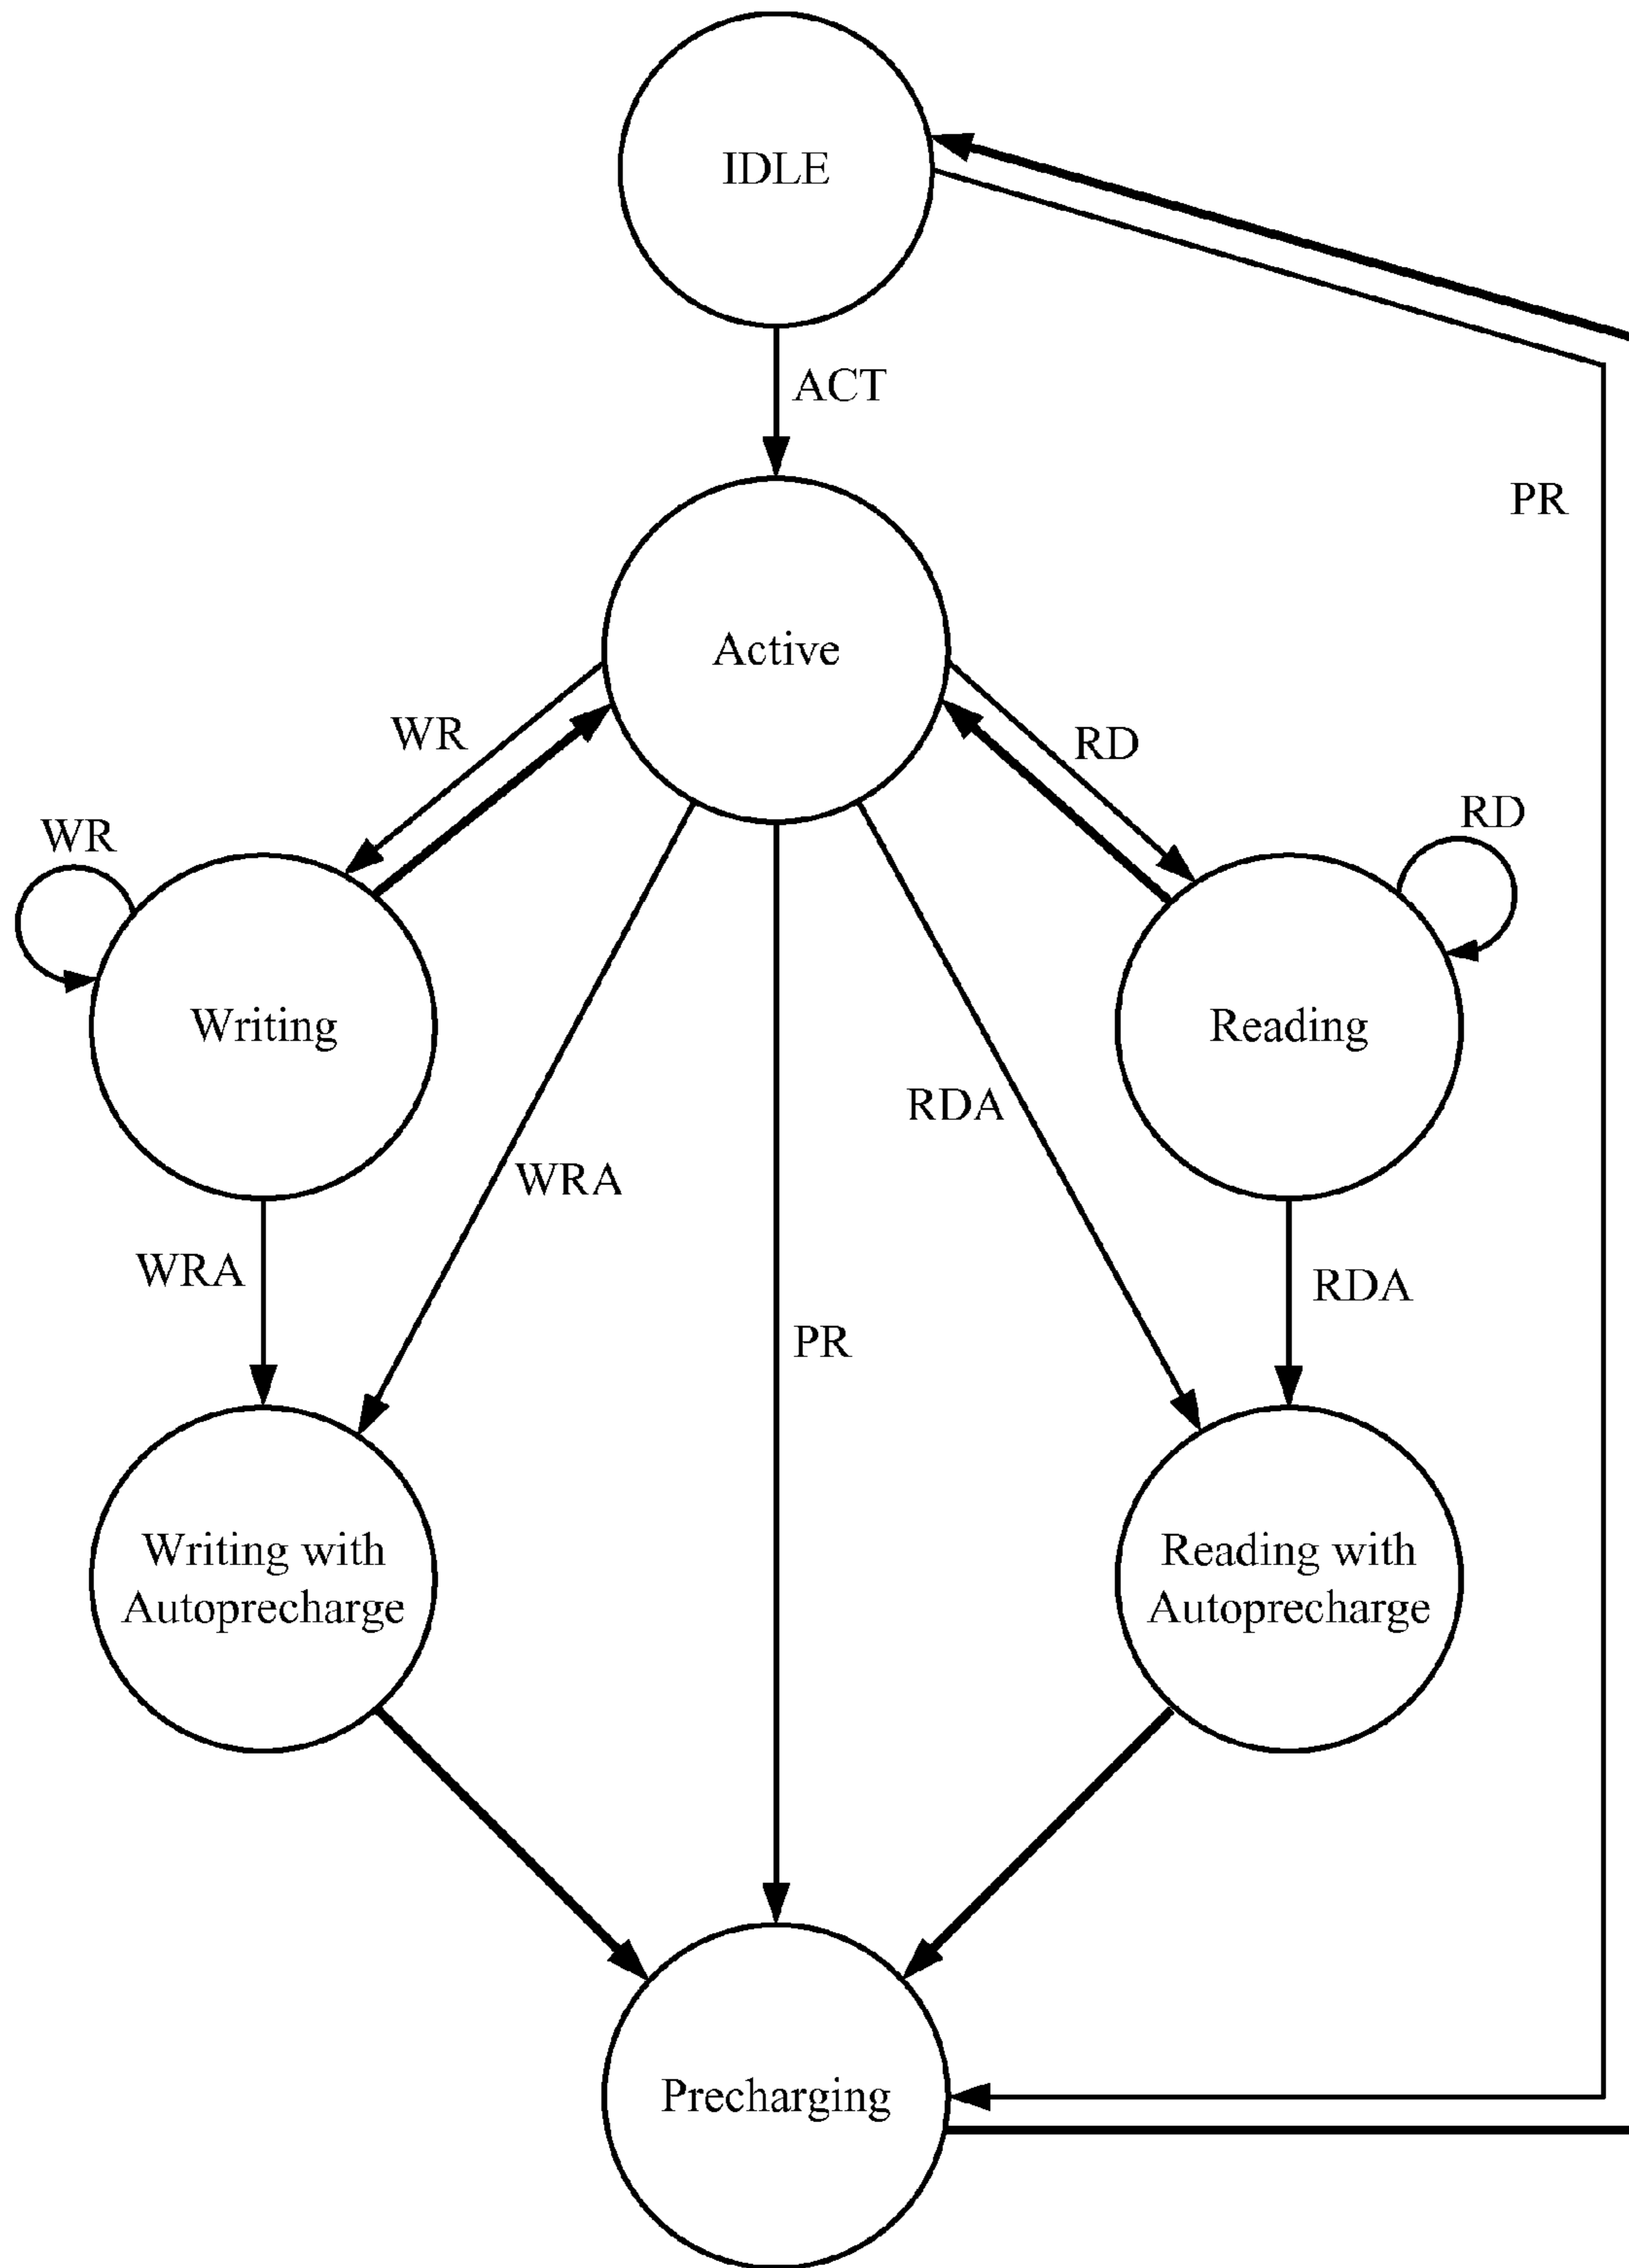 IDLE
ACT
PR
Active
WR
RD
WR
RD
Writing
Reading
RDA
WRA
WRA
RDA
PR
Writing with
Autoprecharge
Reading with
Autoprecharge
Precharging